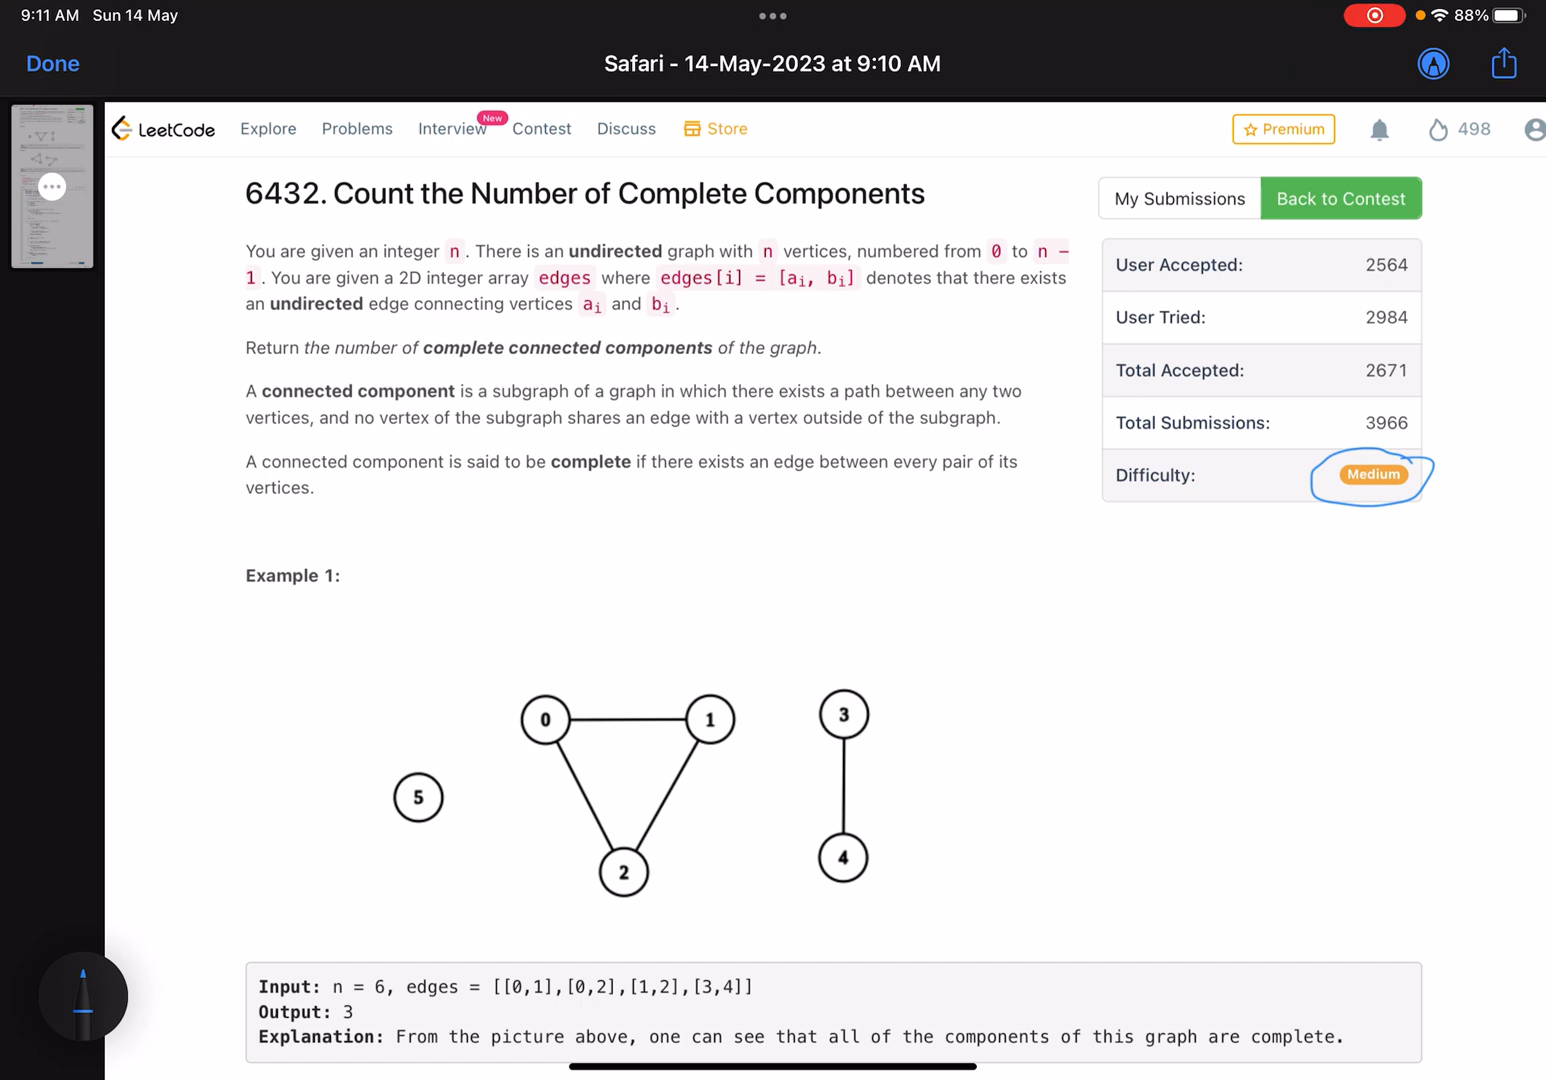 9:11 AM Sun 14 May
88%
Done
Safari - 14-May-2023 at 9:10 AM
LeetCode Explore Problems Interview New Contest Discuss Store
Premium 498
6432. Count the Number of Complete Components
My Submissions Back to Contest
You are given an integer n. There is an undirected graph with n vertices, numbered from 0 to n -
1. You are given a 2D integer array edges where edges[i] = [ai, bi] denotes that there exists
an undirected edge connecting vertices ai and bi.
Return the number of complete connected components of the graph.
A connected component is a subgraph of a graph in which there exists a path between any two
vertices, and no vertex of the subgraph shares an edge with a vertex outside of the subgraph.
A connected component is said to be complete if there exists an edge between every pair of its
vertices.
User Accepted: 2564
User Tried: 2984
Total Accepted: 2671
Total Submissions: 3966
Difficulty: Medium
Example 1:
0 1 3
5
2 4
Input: n = 6, edges = [[0,1],[0,2],[1,2],[3,4]]
Output: 3
Explanation: From the picture above, one can see that all of the components of this graph are complete.